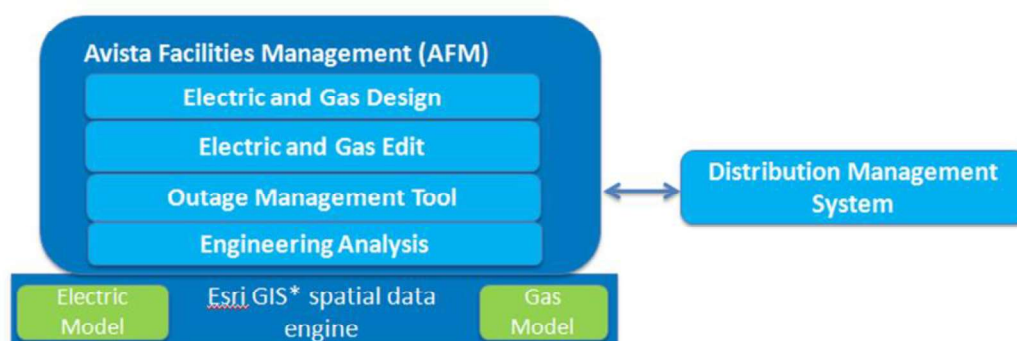 Avista Facilities Management (AFM)
Electric and Gas Design
Electric and Gas Edit
Outage Management Tool
Engineering Analysis
Distribution Management
System
Electric
Model
Esri GIS* spatial data
engine
Gas
Model